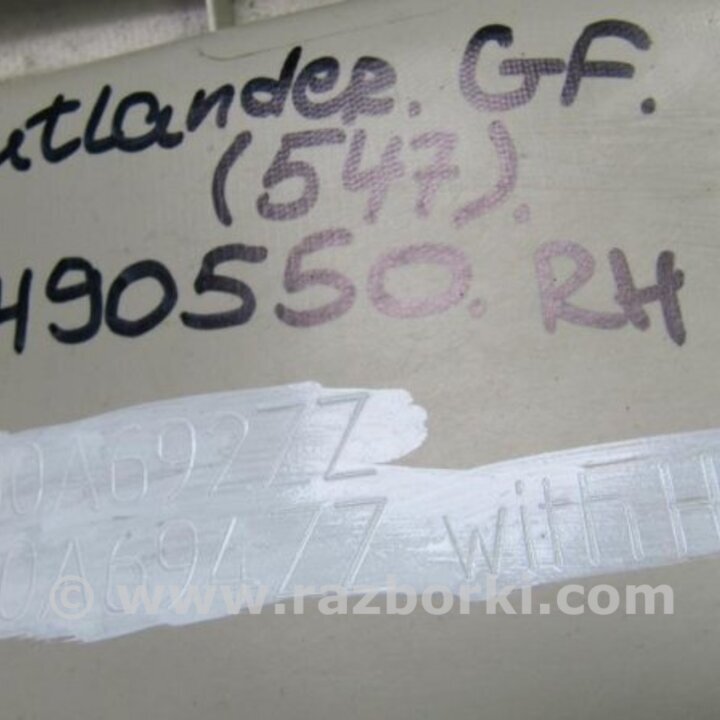 utlander. GF.
(547).
490550. RH
0A6927Z
0A6947Z with H
© www.razborki.com